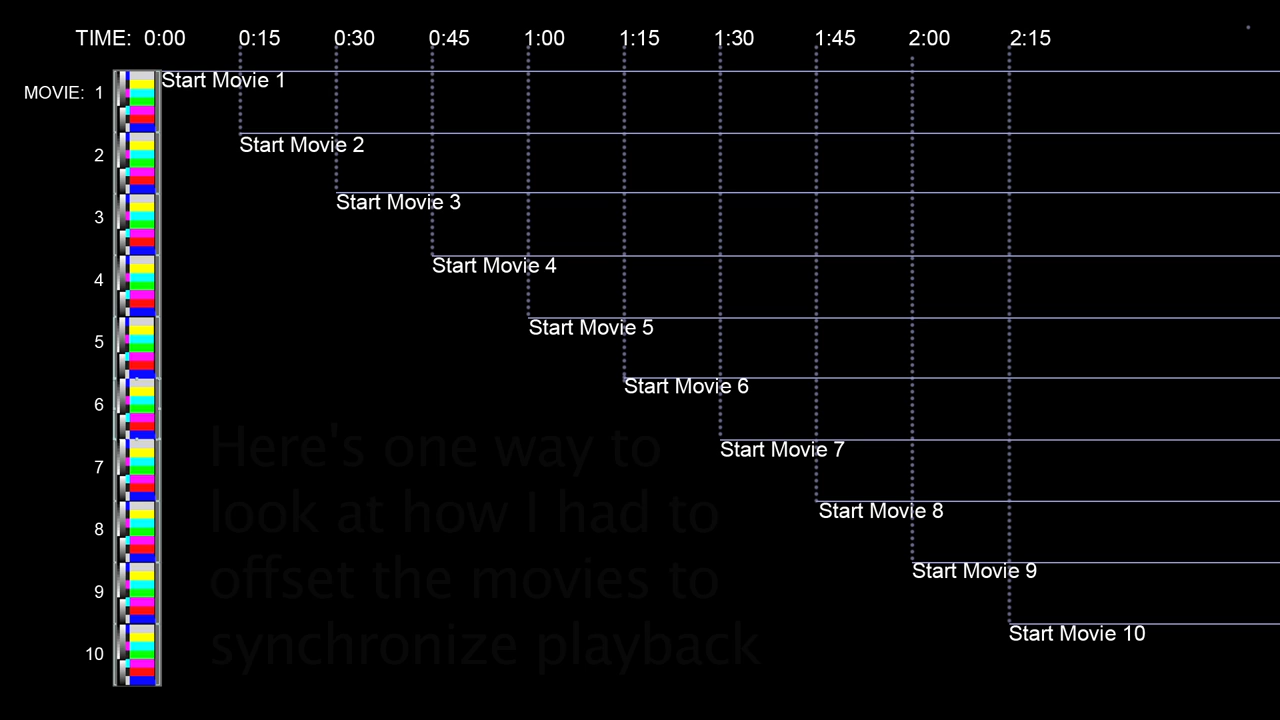 TIME: 0:00 0:15 0:30 0:45 1:00 1:15 1:30 1:45 2:00 2:15
MOVIE: 1 Start Movie 1
2 Start Movie 2
3 Start Movie 3
4 Start Movie 4
5 Start Movie 5
6 Start Movie 6
7 Start Movie 7
8 Start Movie 8
9 Start Movie 9
10 Start Movie 10
Here's one way to
look at how I had to
offset the movies to
synchronize playback